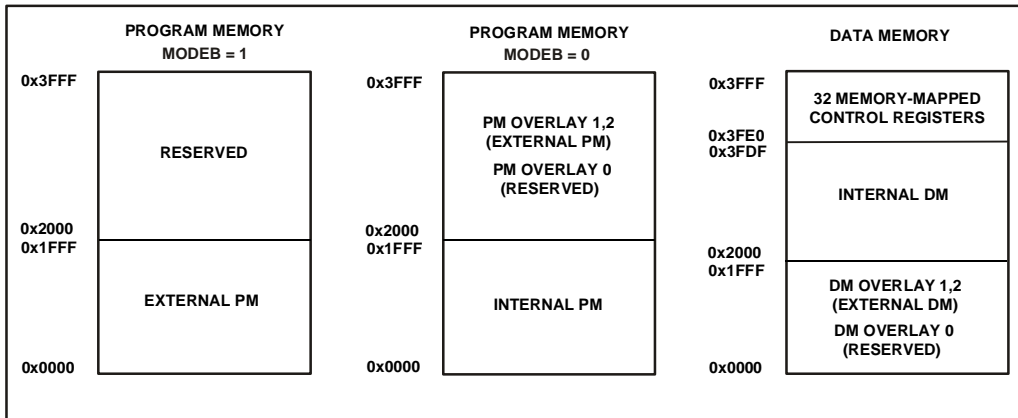 PROGRAM MEMORY
MODEB = 1
0x3FFF
RESERVED
0x2000
0x1FFF
EXTERNAL PM
0x0000
PROGRAM MEMORY
MODEB = 0
0x3FFF
PM OVERLAY 1,2
(EXTERNAL PM)
PM OVERLAY 0
(RESERVED)
0x2000
0x1FFF
INTERNAL PM
0x0000
DATA MEMORY
0x3FFF
32 MEMORY-MAPPED
CONTROL REGISTERS
0x3FE0
0x3FDF
INTERNAL DM
0x2000
0x1FFF
DM OVERLAY 1,2
(EXTERNAL DM)
DM OVERLAY 0
(RESERVED)
0x0000